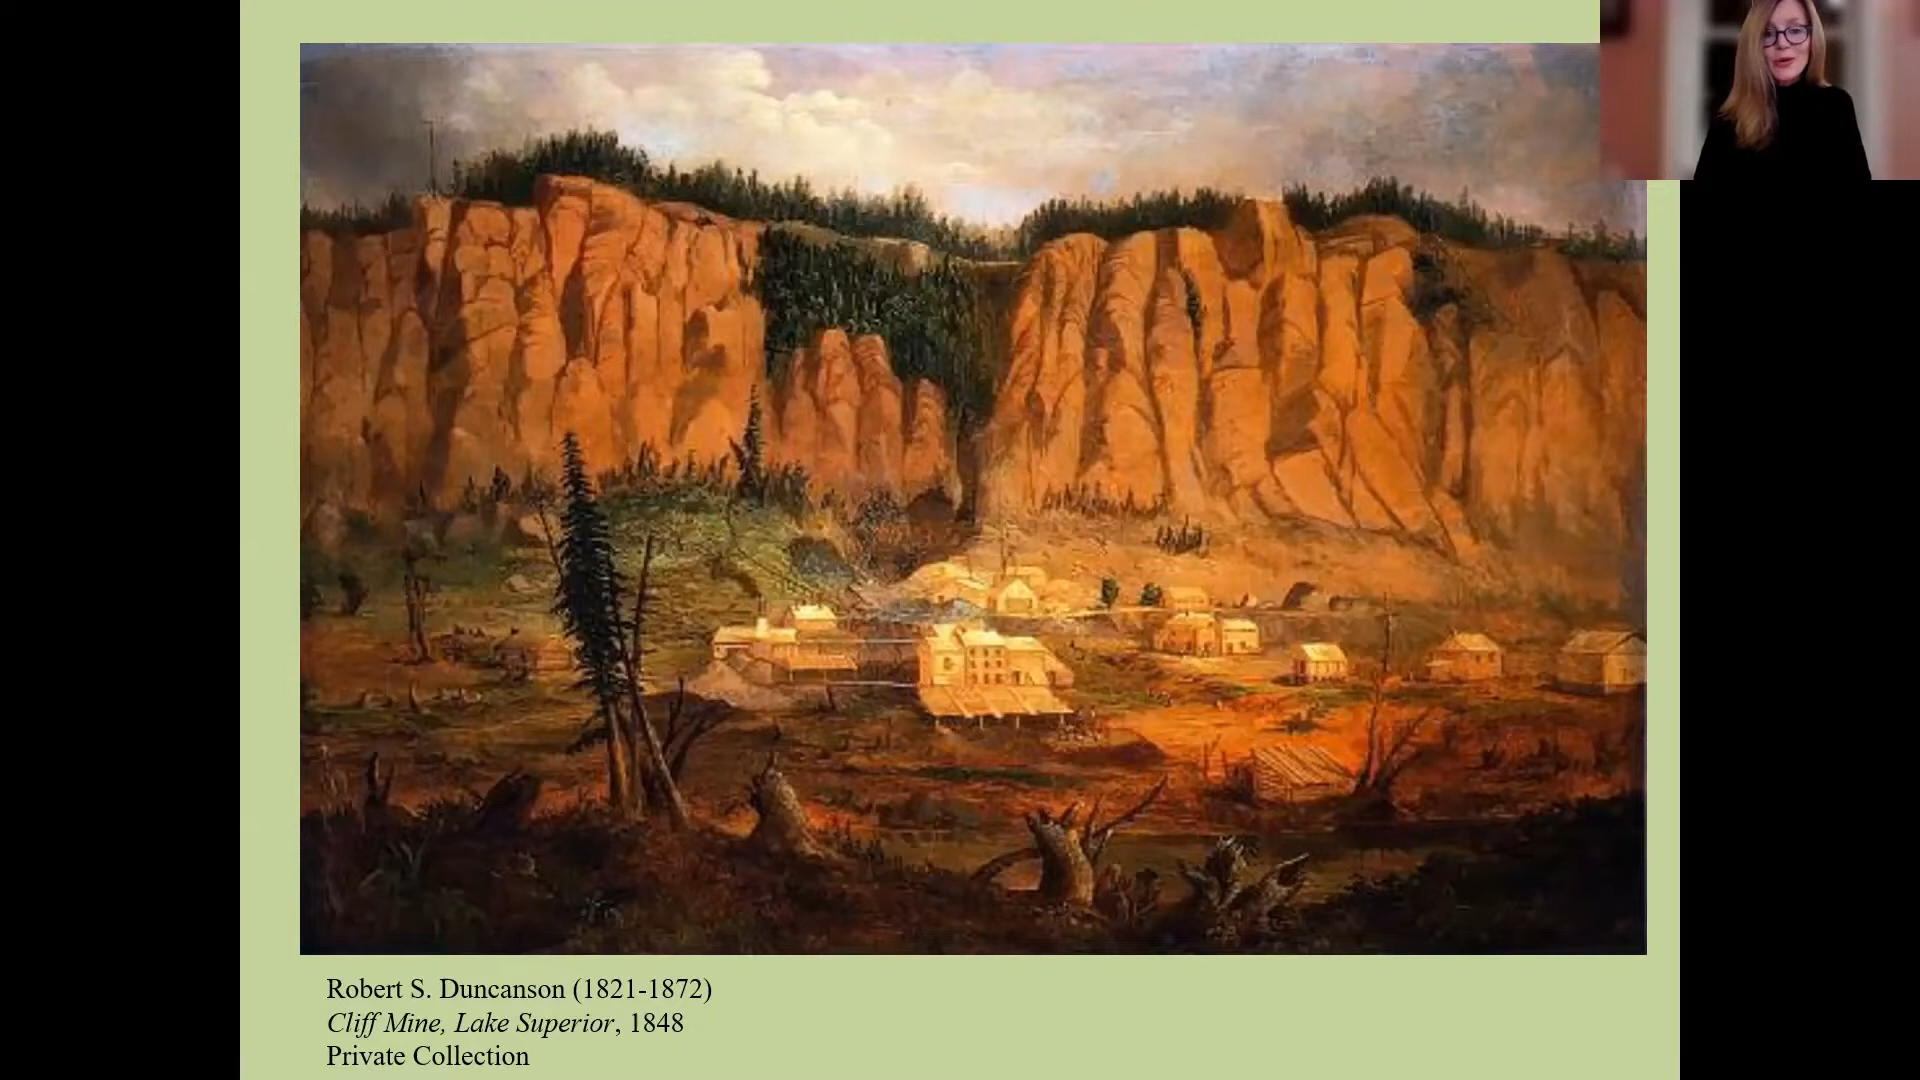 Robert S. Duncanson (1821-1872)
Cliff Mine, Lake Superior, 1848
Private Collection